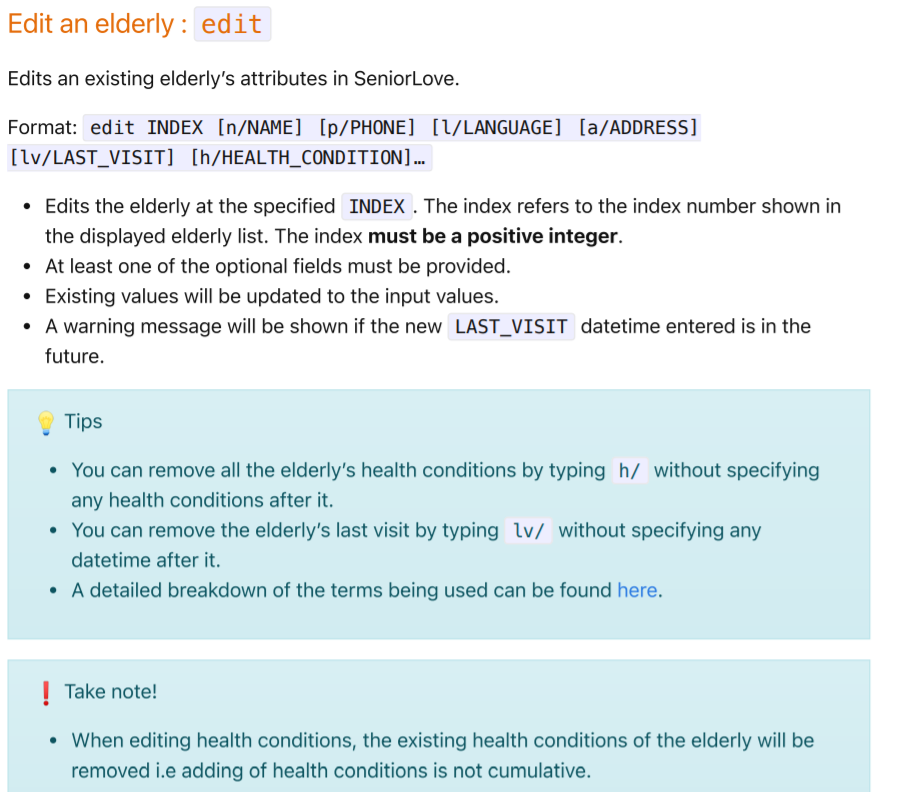 Edit an elderly : edit
Edits an existing elderly’s attributes in SeniorLove.
Format: edit INDEX [n/NAME] [p/PHONE] [l/LANGUAGE] [a/ADDRESS]
[lv/LAST_VISIT] [h/HEALTH_CONDITION]…
• Edits the elderly at the specified INDEX. The index refers to the index number shown in
the displayed elderly list. The index must be a positive integer.
• At least one of the optional fields must be provided.
• Existing values will be updated to the input values.
• A warning message will be shown if the new LAST_VISIT datetime entered is in the
future.
💡 Tips
• You can remove all the elderly’s health conditions by typing h/ without specifying
any health conditions after it.
• You can remove the elderly’s last visit by typing lv/ without specifying any
datetime after it.
• A detailed breakdown of the terms being used can be found here.
❗ Take note!
• When editing health conditions, the existing health conditions of the elderly will be
removed i.e adding of health conditions is not cumulative.